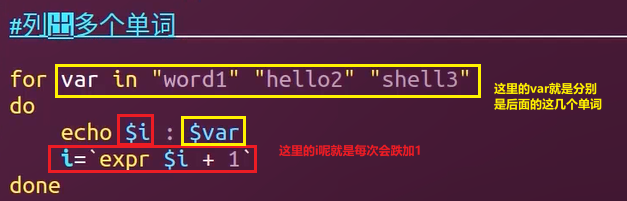 #列出多个单词
for var in "word1" "hello2" "shell3"
这里的var就是分别
是后面的这几个单词
do
echo $i : $var
i=`expr $i + 1`
这里的i呢就是每次会跌加1
done